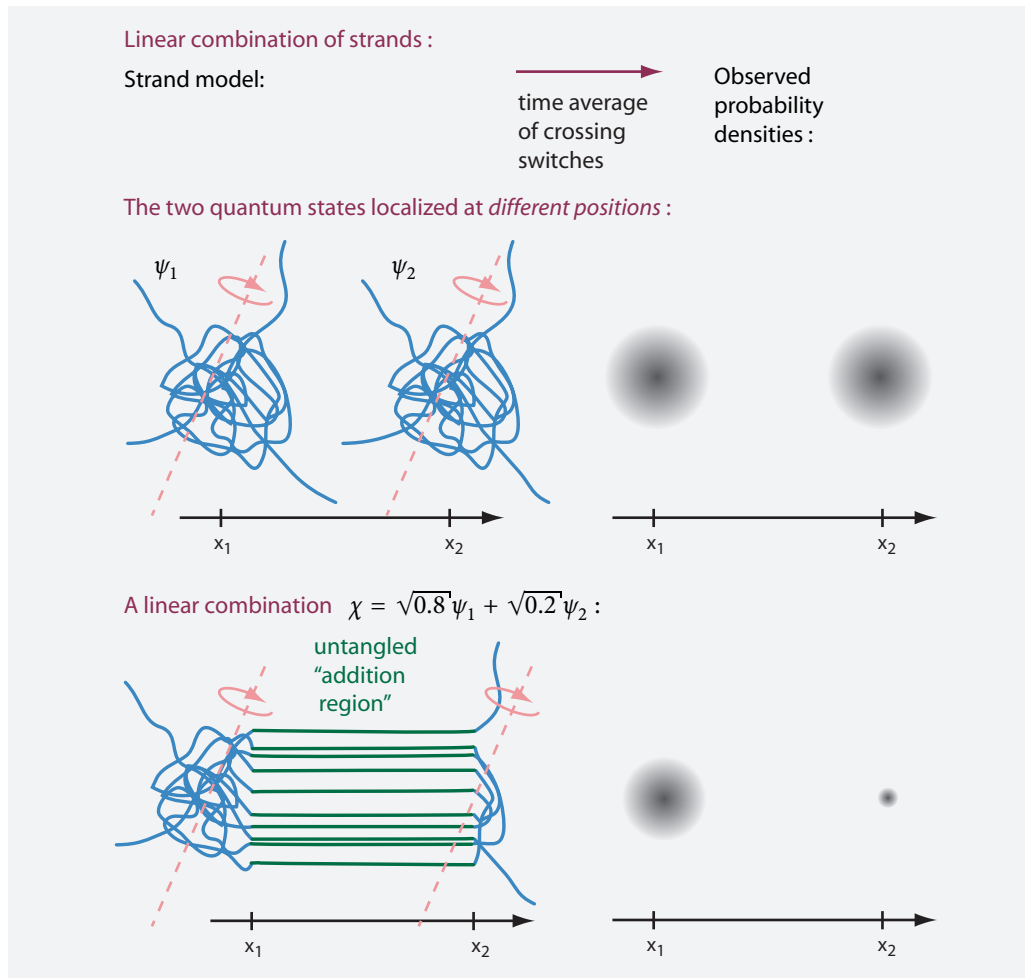 Linear combination of strands :
Strand model:
time average
of crossing
switches
Observed
probability
densities :
The two quantum states localized at different positions :
ψ₁
ψ₂
x₁
x₂
x₁
x₂
A linear combination χ = √0.8 ψ₁ + √0.2 ψ₂ :
untangled
“addition
region”
x₁
x₂
x₁
x₂